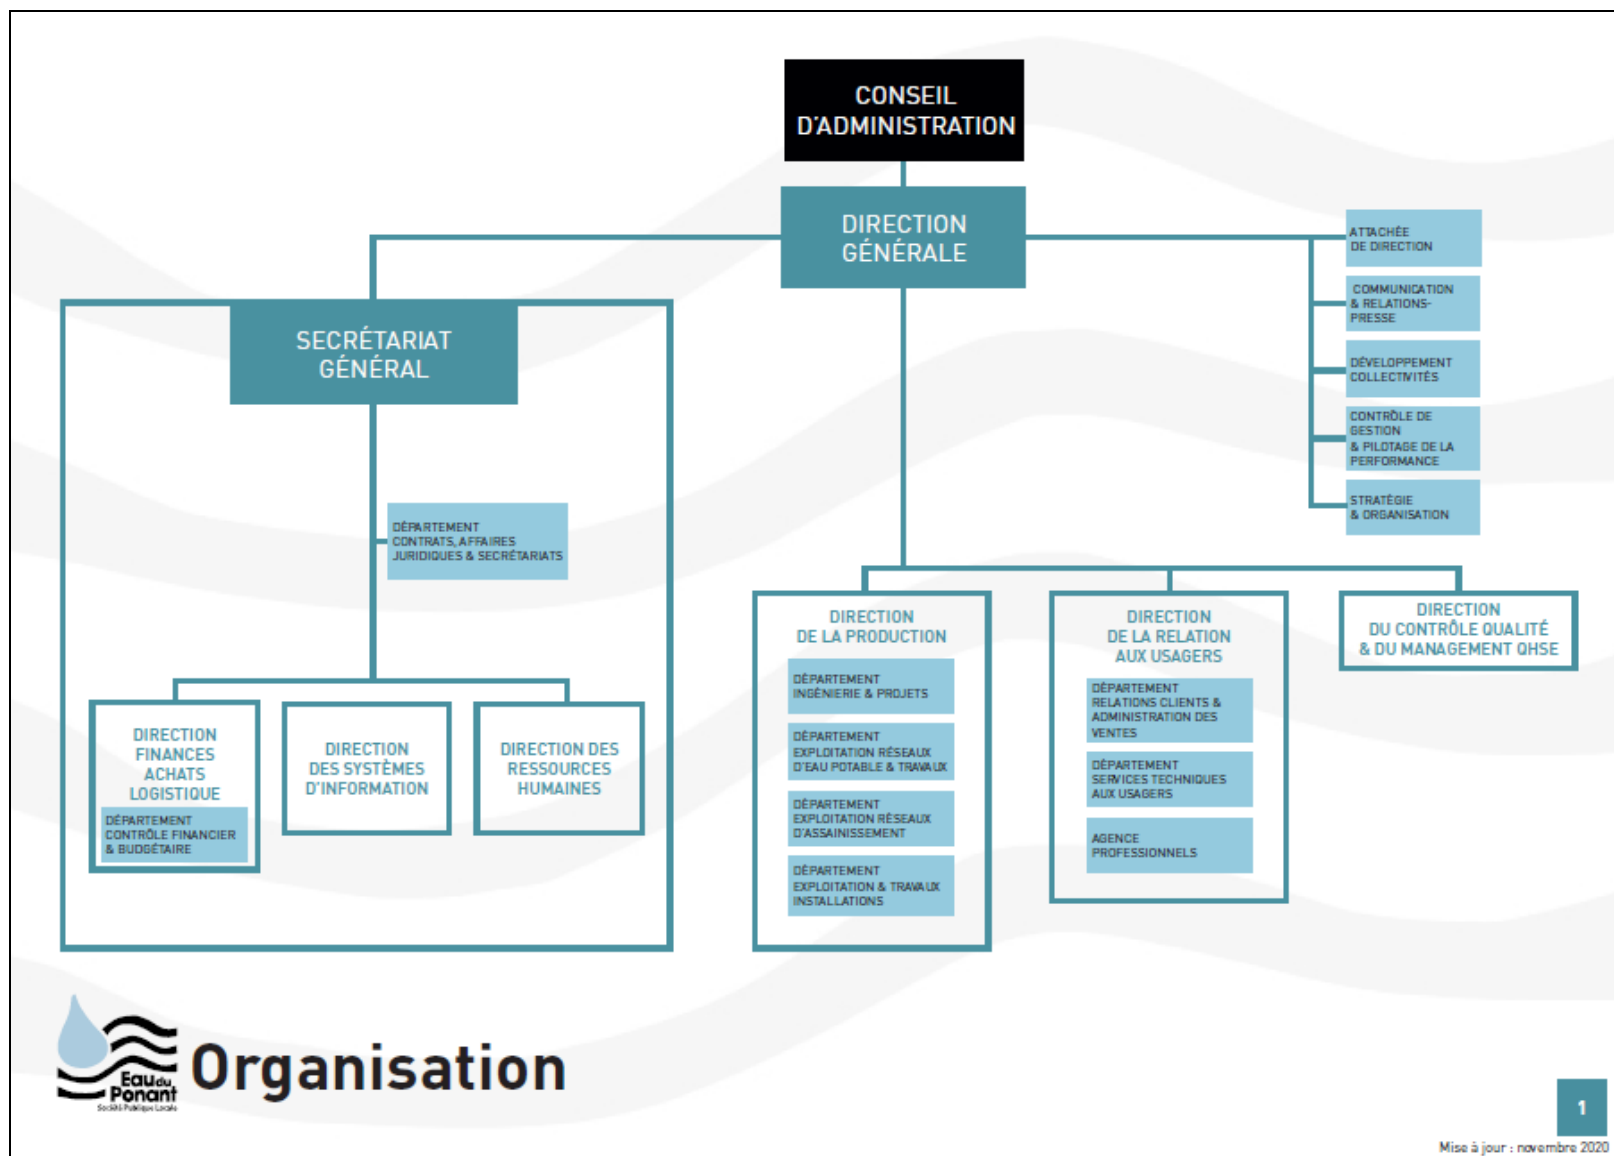 CONSEIL
D'ADMINISTRATION
DIRECTION
GÉNÉRALE
ATTACHÉE
DE DIRECTION
COMMUNICATION
& RELATIONS-
PRESSE
DÉVELOPPEMENT
COLLECTIVITÉS
CONTRÔLE DE
GESTION
& PILOTAGE DE LA
PERFORMANCE
STRATÉGIE
& ORGANISATION
SECRÉTARIAT
GÉNÉRAL
DÉPARTEMENT
CONTRATS, AFFAIRES
JURIDIQUES & SECRÉTARIATS
DIRECTION
FINANCES
ACHATS
LOGISTIQUE
DÉPARTEMENT
CONTRÔLE FINANCIER
& BUDGÉTAIRE
DIRECTION
DES SYSTÈMES
D'INFORMATION
DIRECTION DES
RESSOURCES
HUMAINES
DIRECTION
DE LA PRODUCTION
DÉPARTEMENT
INGÉNIERIE & PROJETS
DÉPARTEMENT
EXPLOITATION RÉSEAUX
D'EAU POTABLE & TRAVAUX
DÉPARTEMENT
EXPLOITATION RÉSEAUX
D'ASSAINISSEMENT
DÉPARTEMENT
EXPLOITATION & TRAVAUX
INSTALLATIONS
DIRECTION
DE LA RELATION
AUX USAGERS
DÉPARTEMENT
RELATIONS CLIENTS &
ADMINISTRATION DES
VENTES
DÉPARTEMENT
SERVICES TECHNIQUES
AUX USAGERS
AGENCE
PROFESSIONNELS
DIRECTION
DU CONTRÔLE QUALITÉ
& DU MANAGEMENT QHSE
Eau du
Ponant
Société Publique Locale
Organisation
1
Mise à jour : novembre 2020